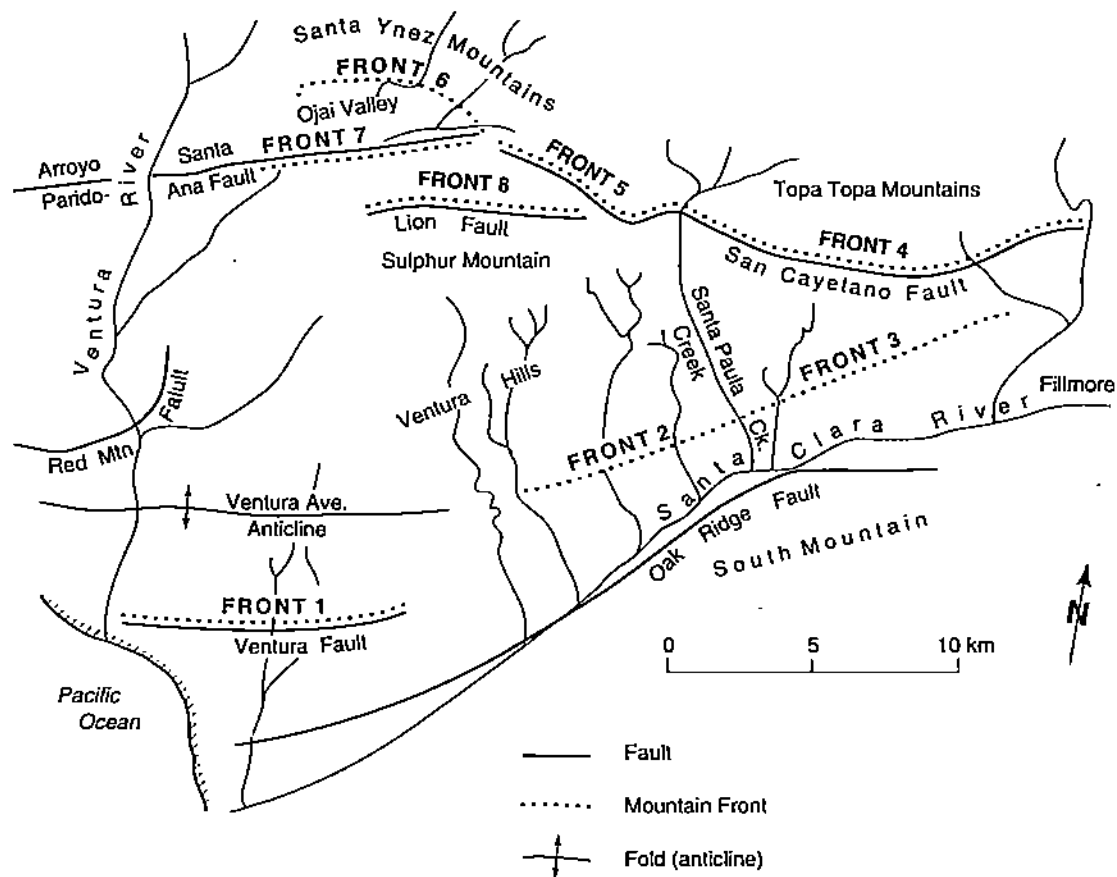 Santa Ynez Mountains
FRONT 6
Ojai Valley
Arroyo
Parido-
Santa
Ana Fault
FRONT 7
FRONT 5
FRONT 8
Lion Fault
Sulphur Mountain
Topa Topa Mountains
FRONT 4
San Cayetano Fault
Ventura River
Red Mtn Falult
Ventura Hills
Creek
Santa Paula
Ck.
FRONT 3
FRONT 2
Santa Clara River
Fillmore
Ventura Ave.
Anticline
Oak Ridge Fault
South Mountain
FRONT 1
Ventura Fault
Pacific
Ocean
N
0 5 10 km
Fault
Mountain Front
Fold (anticline)